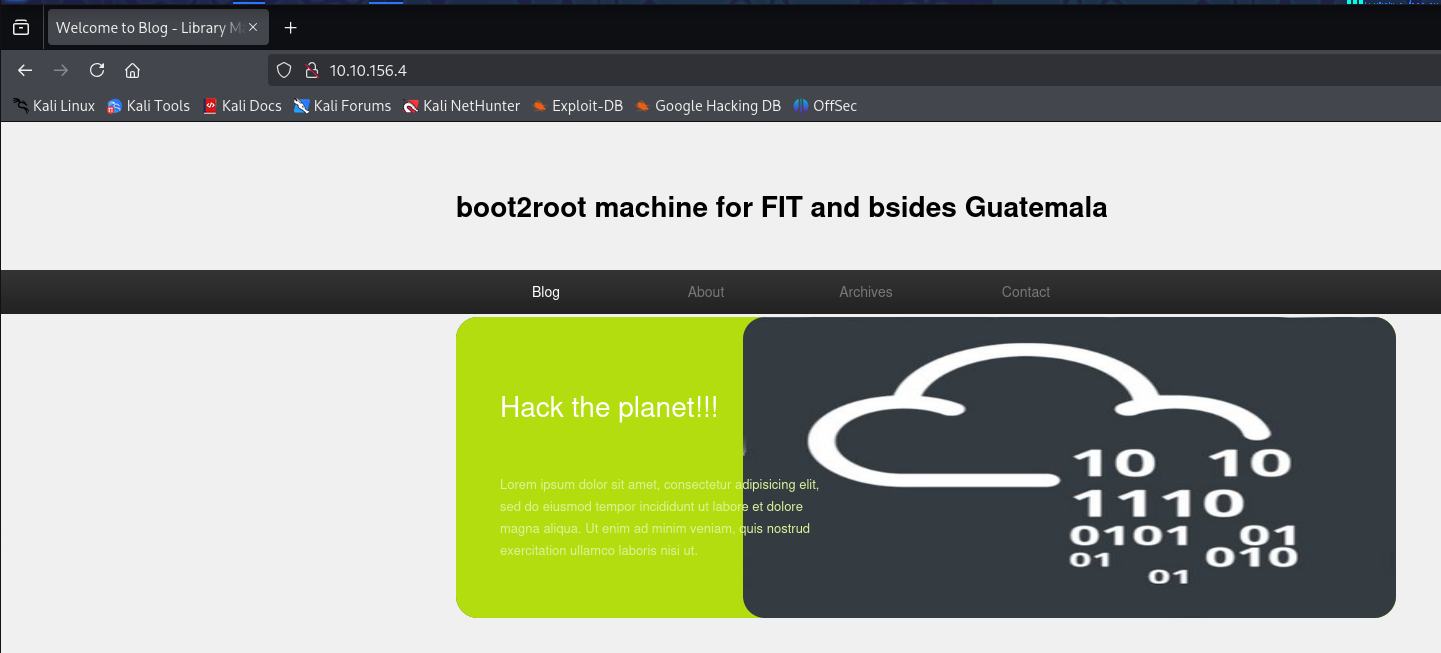 Welcome to Blog - Library M
10.10.156.4
Kali Linux Kali Tools Kali Docs Kali Forums Kali NetHunter Exploit-DB Google Hacking DB OffSec
boot2root machine for FIT and bsides Guatemala
Blog About Archives Contact
Hack the planet!!!
Lorem ipsum dolor sit amet, consectetur adipisicing elit,
sed do eiusmod tempor incididunt ut labore et dolore
magna aliqua. Ut enim ad minim veniam, quis nostrud
exercitation ullamco laboris nisi ut.
10 10
1110
0101 01
01 010
01